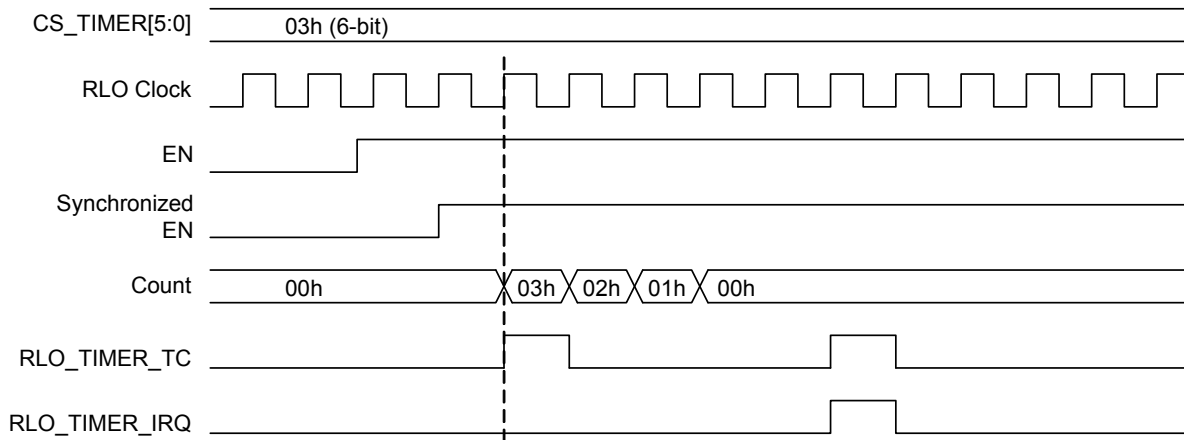 CS_TIMER[5:0]
03h (6-bit)
RLO Clock
EN
Synchronized
EN
Count
00h
03h
02h
01h
00h
RLO_TIMER_TC
RLO_TIMER_IRQ